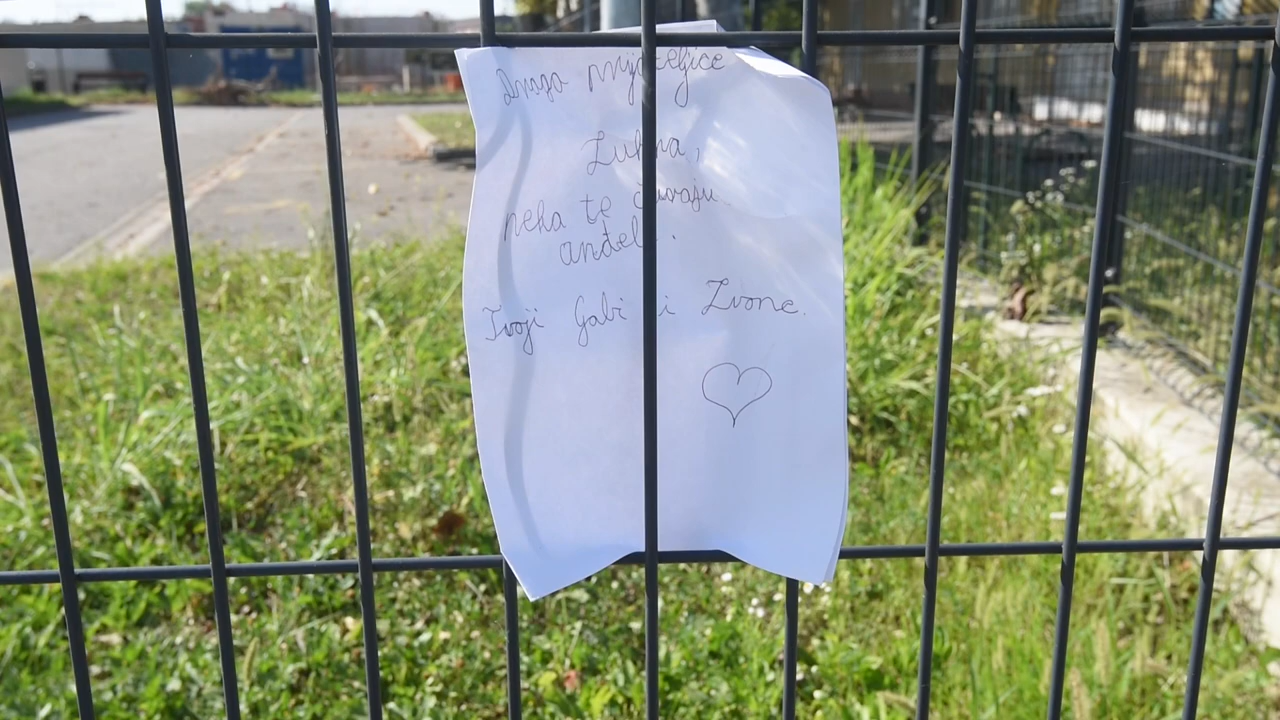 Draga prijateljice
neka te čuvaju
anđeli.
Tvoji Gabi i Zvone.